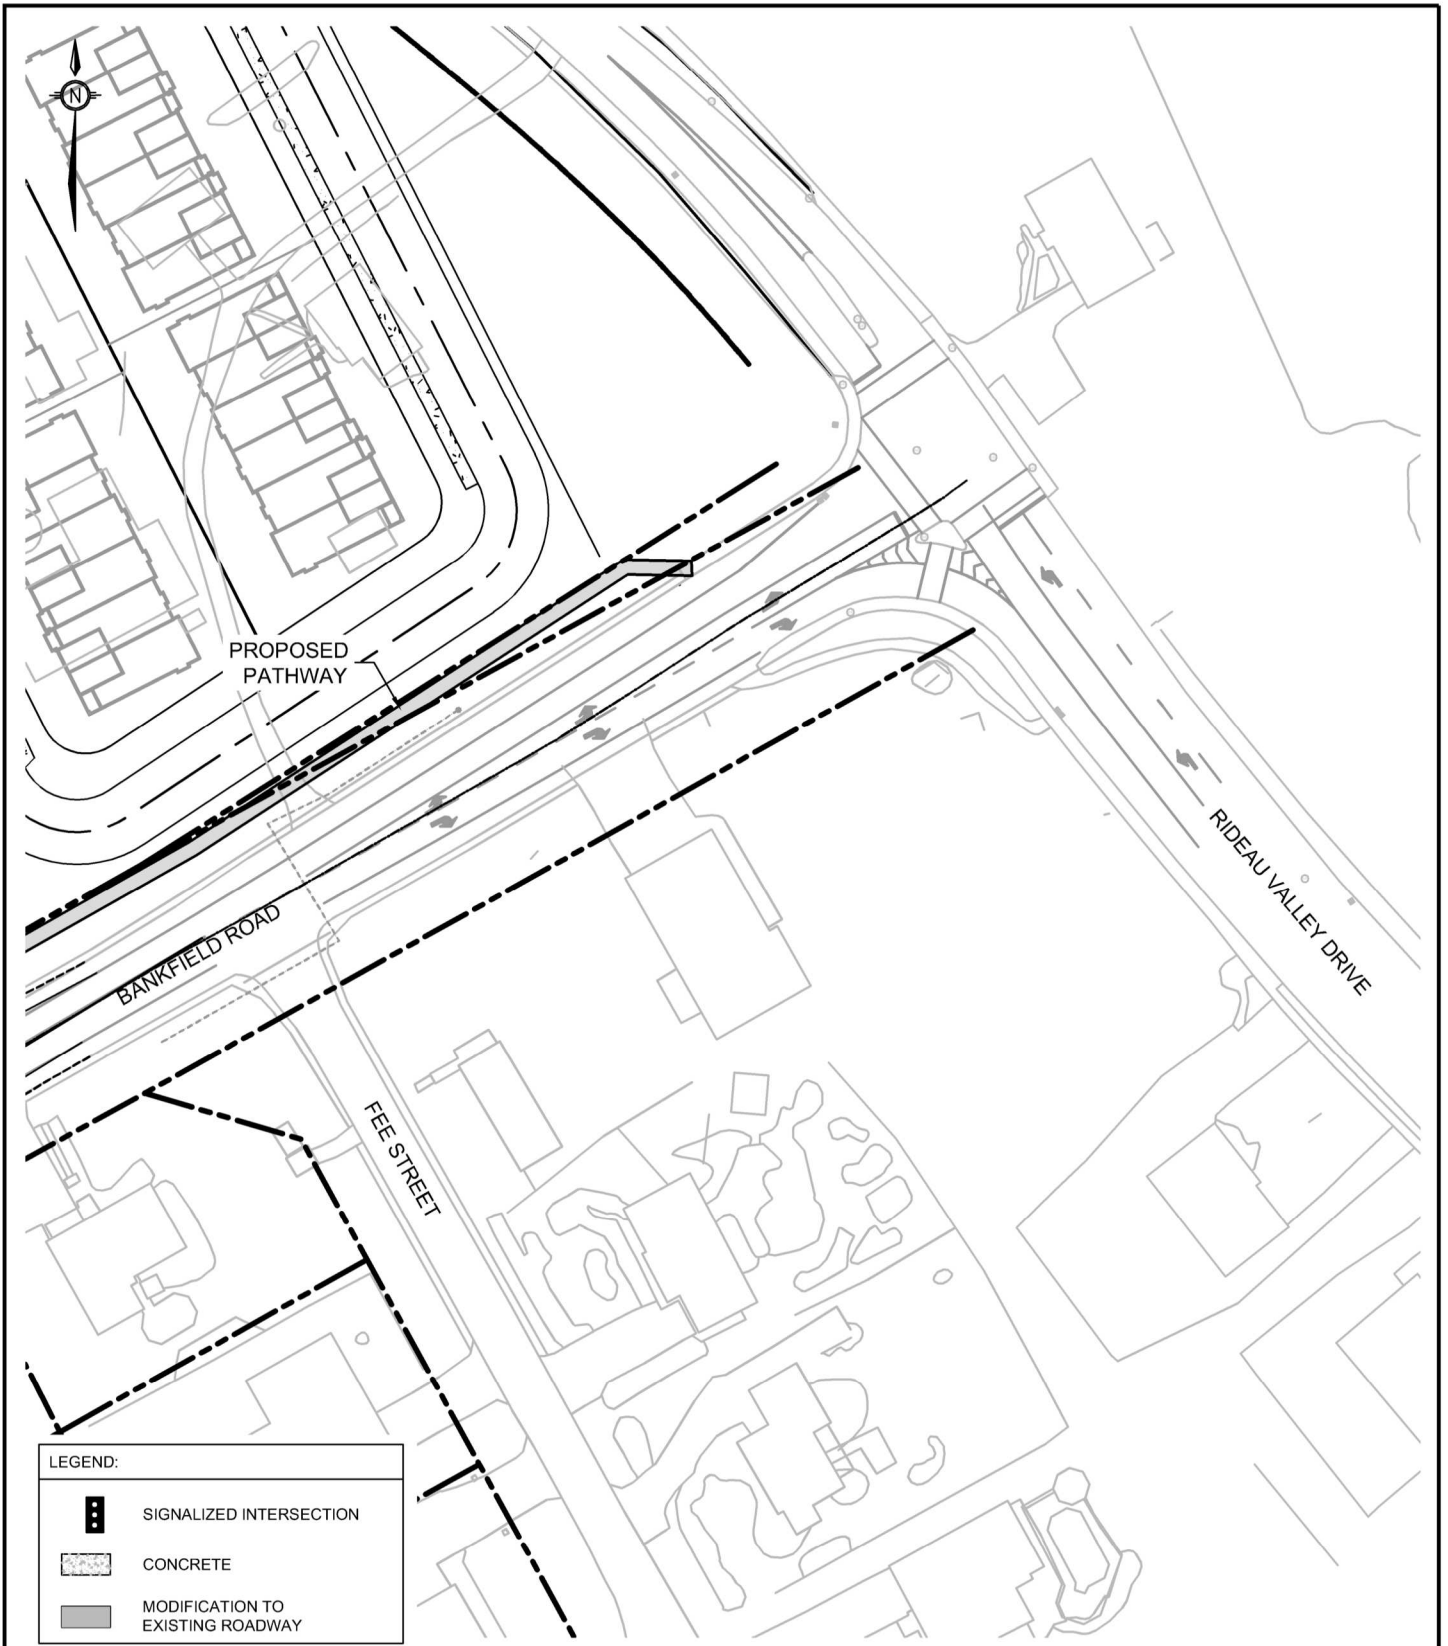 N
PROPOSED
PATHWAY
BANKFIELD ROAD
RIDEAU VALLEY DRIVE
FEE STREET
LEGEND:
SIGNALIZED INTERSECTION
CONCRETE
MODIFICATION TO
EXISTING ROADWAY